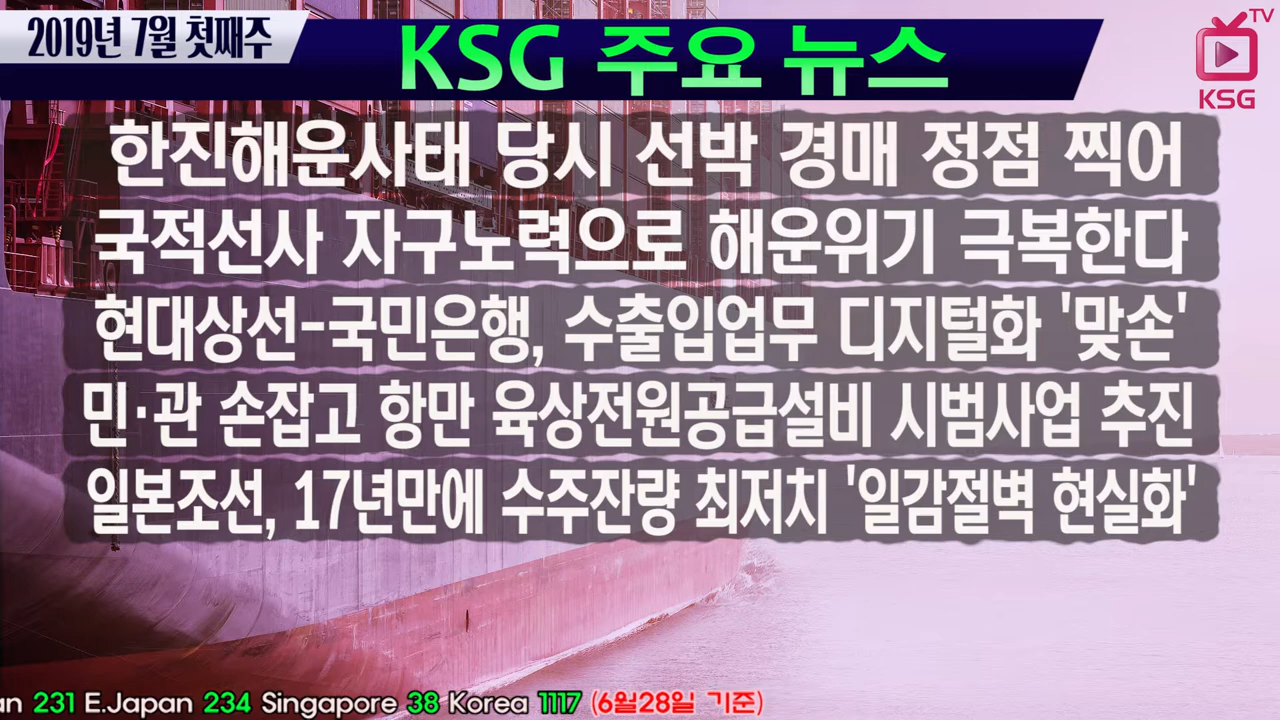 2019년 7월 첫째주
KSG 주요 뉴스
TV
KSG
한진해운사태 당시 선박 경매 정점 찍어
국적선사 자구노력으로 해운위기 극복한다
현대상선-국민은행, 수출입업무 디지털화 '맞손'
민·관 손잡고 항만 육상전원공급설비 시범사업 추진
일본조선, 17년만에 수주잔량 최저치 '일감절벽 현실화'
an 231 E.Japan 234 Singapore 38 Korea 1117 (6월28일 기준)